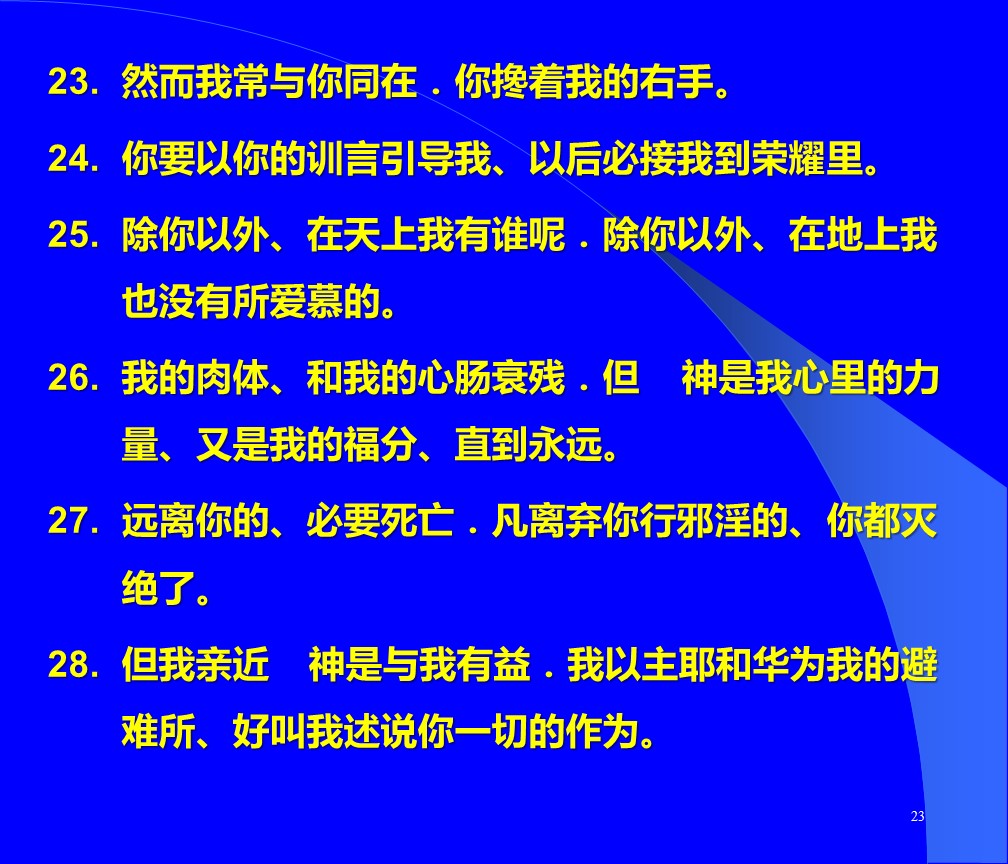 23. 然而我常与你同在．你搀着我的右手。
24. 你要以你的训言引导我、以后必接我到荣耀里。
25. 除你以外、在天上我有谁呢．除你以外、在地上我
也没有所爱慕的。
26. 我的肉体、和我的心肠衰残．但　神是我心里的力
量、又是我的福分、直到永远。
27. 远离你的、必要死亡．凡离弃你行邪淫的、你都灭
绝了。
28. 但我亲近　神是与我有益．我以主耶和华为我的避
难所、好叫我述说你一切的作为。
23